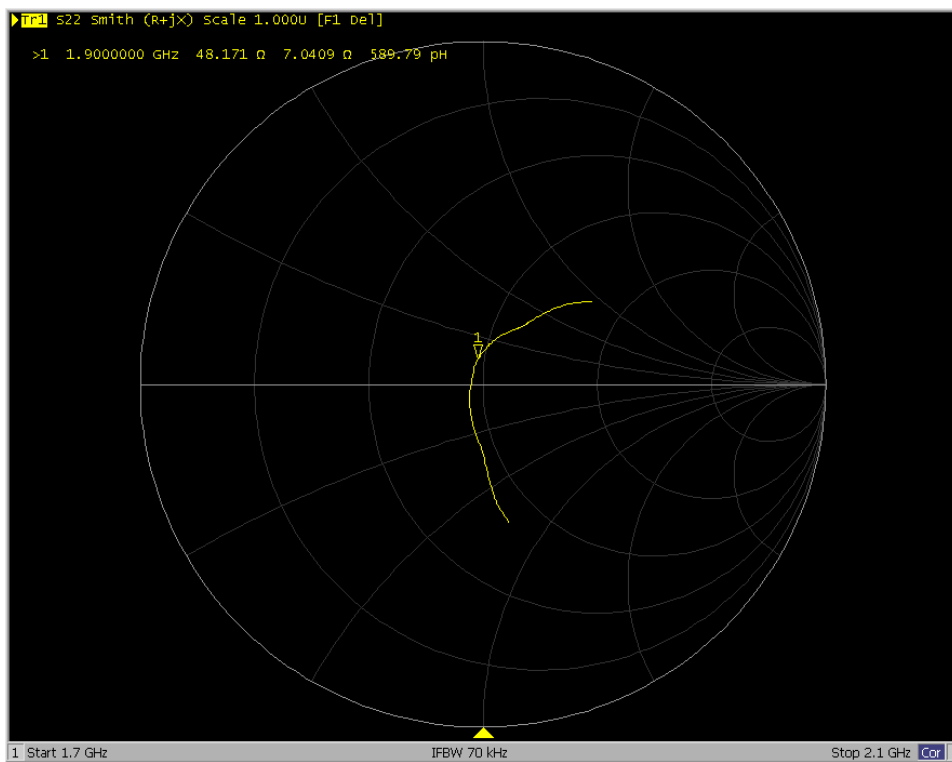 Tr1 S22 Smith (R+jX) Scale 1.000U [F1 Del]
>1 1.9000000 GHz 48.171 Ω 7.0409 Ω 589.79 pH
1
1 Start 1.7 GHz IFBW 70 kHz Stop 2.1 GHz Cor